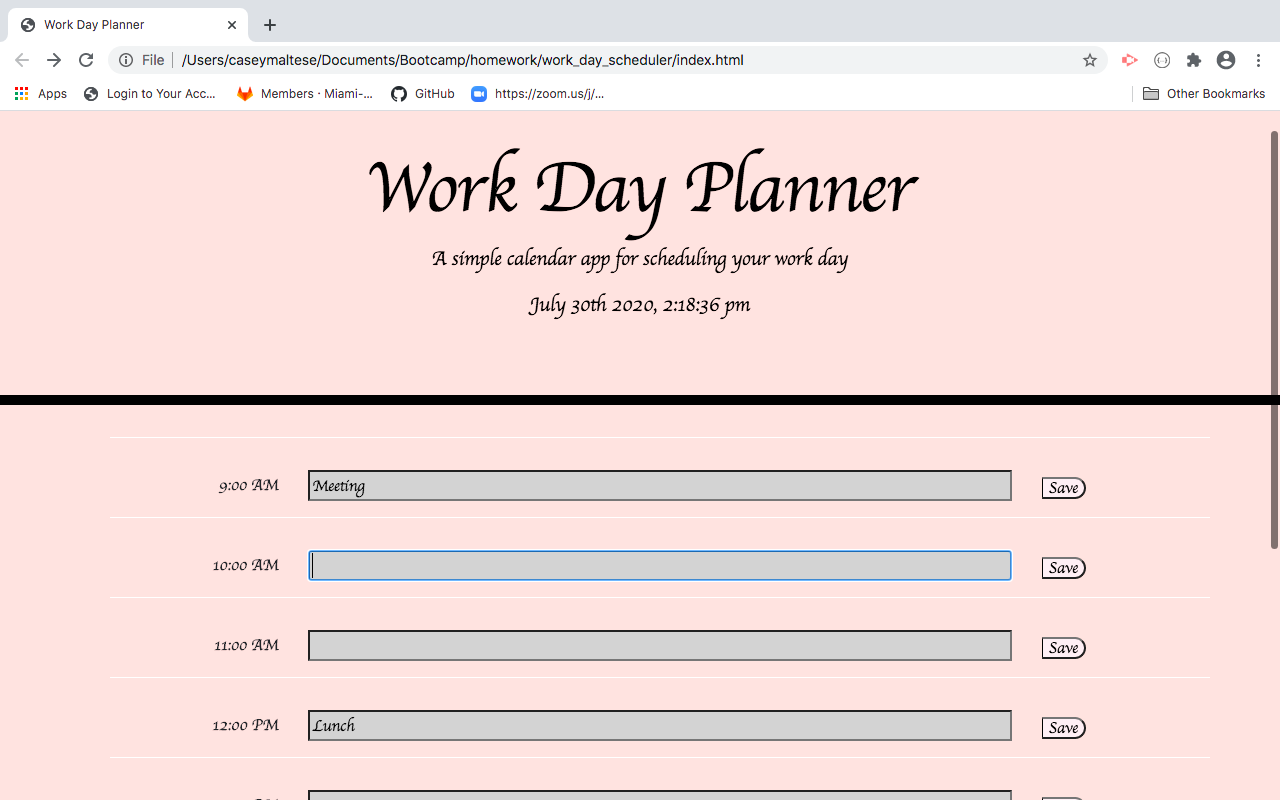 Work Day Planner
File /Users/caseymaltese/Documents/Bootcamp/homework/work_day_scheduler/index.html
Apps Login to Your Acc... Members · Miami-... GitHub https://zoom.us/j/... Other Bookmarks
Work Day Planner
A simple calendar app for scheduling your work day
July 30th 2020, 2:18:36 pm
9:00 AM Meeting Save
10:00 AM Save
11:00 AM Save
12:00 PM Lunch Save